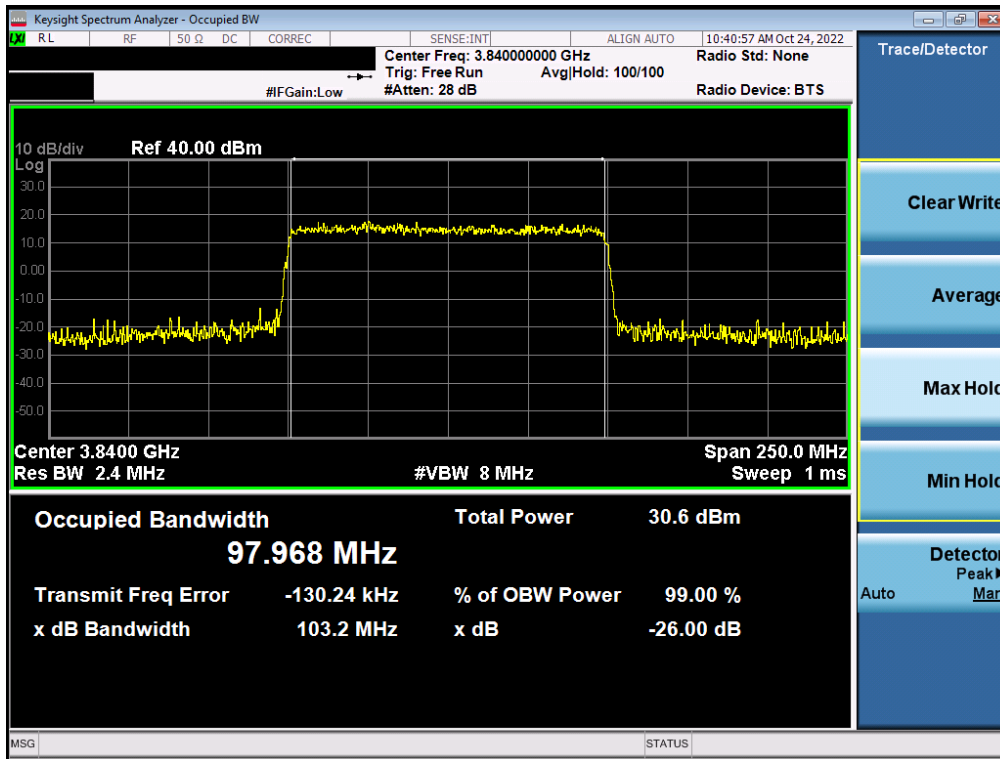 Keysight Spectrum Analyzer - Occupied BW
LXI RL RF 50 Ω DC CORREC SENSE:INT ALIGN AUTO 10:40:57 AM Oct 24, 2022
Center Freq: 3.840000000 GHz Radio Std: None
Trig: Free Run Avg|Hold: 100/100
#IFGain:Low #Atten: 28 dB Radio Device: BTS
10 dB/div Ref 40.00 dBm
Log
30.0
20.0
10.0
0.00
-10.0
-20.0
-30.0
-40.0
-50.0
Center 3.8400 GHz Span 250.0 MHz
Res BW 2.4 MHz #VBW 8 MHz Sweep 1 ms
Occupied Bandwidth Total Power 30.6 dBm
97.968 MHz
Transmit Freq Error -130.24 kHz % of OBW Power 99.00 %
x dB Bandwidth 103.2 MHz x dB -26.00 dB
MSG STATUS
Trace/Detector
Clear Write
Average
Max Hold
Min Hold
Detector
Peak
Auto Man